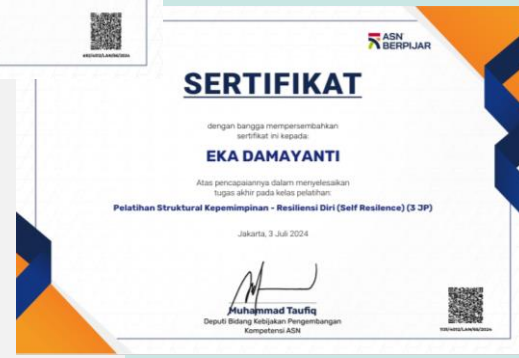 ASN
BERPIJAR
SERTIFIKAT
dengan bangga mempersembahkan
sertifikat ini kepada:
EKA DAMAYANTI
Atas pencapaiannya dalam menyelesaikan
tugas akhir pada kelas pelatihan:
Pelatihan Struktural Kepemimpinan - Resiliensi Diri (Self Resilence) (3 JP)
Jakarta, 3 Juli 2024
Muhammad Taufiq
Deputi Bidang Kebijakan Pengembangan
Kompetensi ASN